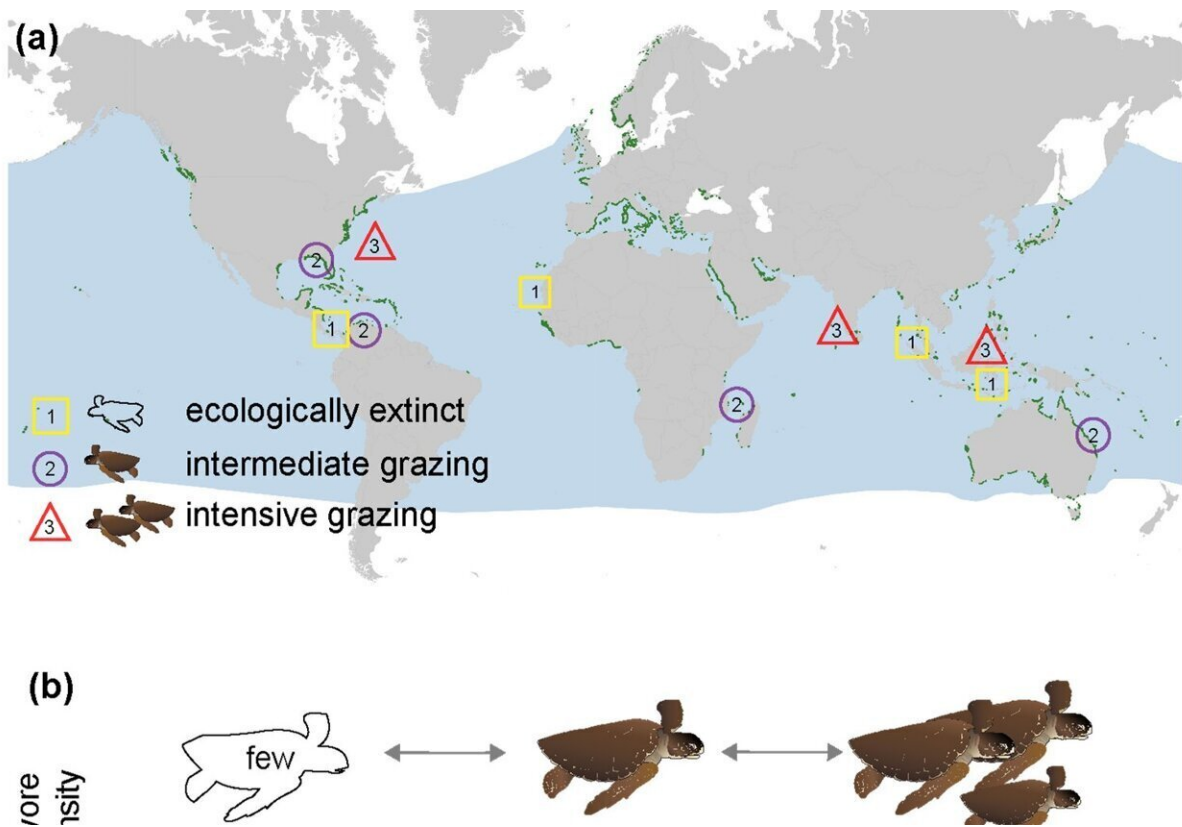 (a)
2
3
1
1
2
3
1
3
1
2
2
1 ecologically extinct
2 intermediate grazing
3 intensive grazing
(b)
few